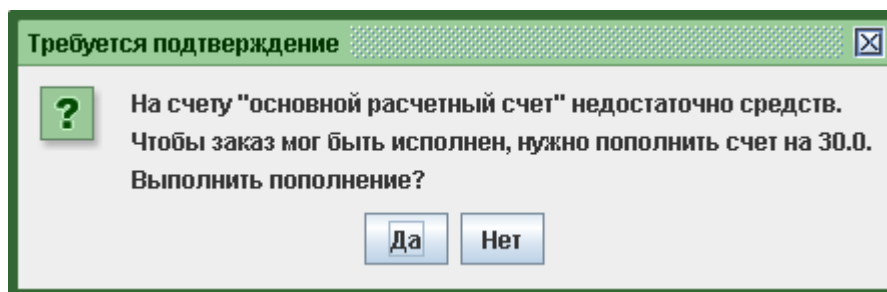 Требуется подтверждение
?
На счету "основной расчетный счет" недостаточно средств.
Чтобы заказ мог быть исполнен, нужно пополнить счет на 30.0.
Выполнить пополнение?
Да Нет